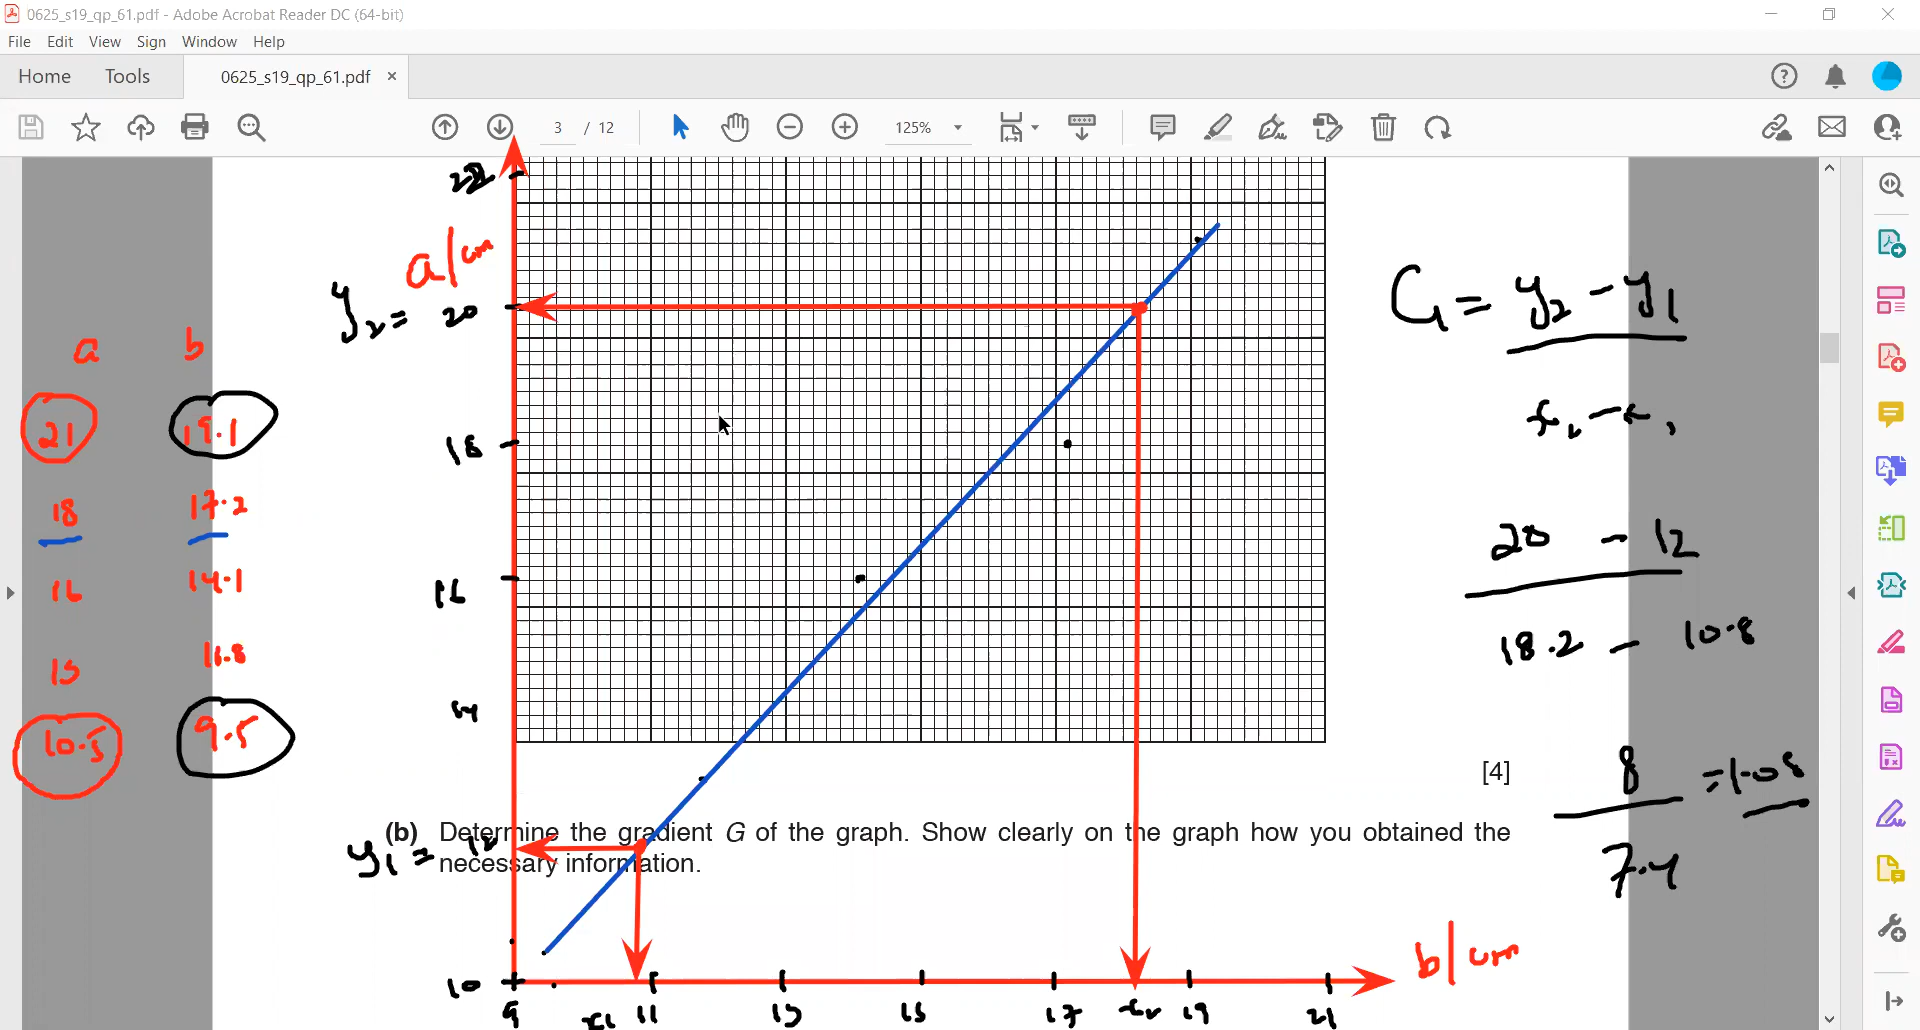 0625_s19_qp_61.pdf - Adobe Acrobat Reader DC (64-bit)
File Edit View Sign Window Help
Home Tools 0625_s19_qp_61.pdf ×
3 / 12 125%
22
a/cm
y2 = 20
18
16
14
a b
21 19.1
18 17.2
16 14.1
15 11.8
10.5 9.5
G = y2 - y1
x2 - x1
20 - 12
18.2 - 10.8
8 = 1.08
7.4
[4]
(b) Determine the gradient G of the graph. Show clearly on the graph how you obtained the
necessary information.
y1 = 12
b/cm
10
9 x1 11 13 15 17 x2 19 21